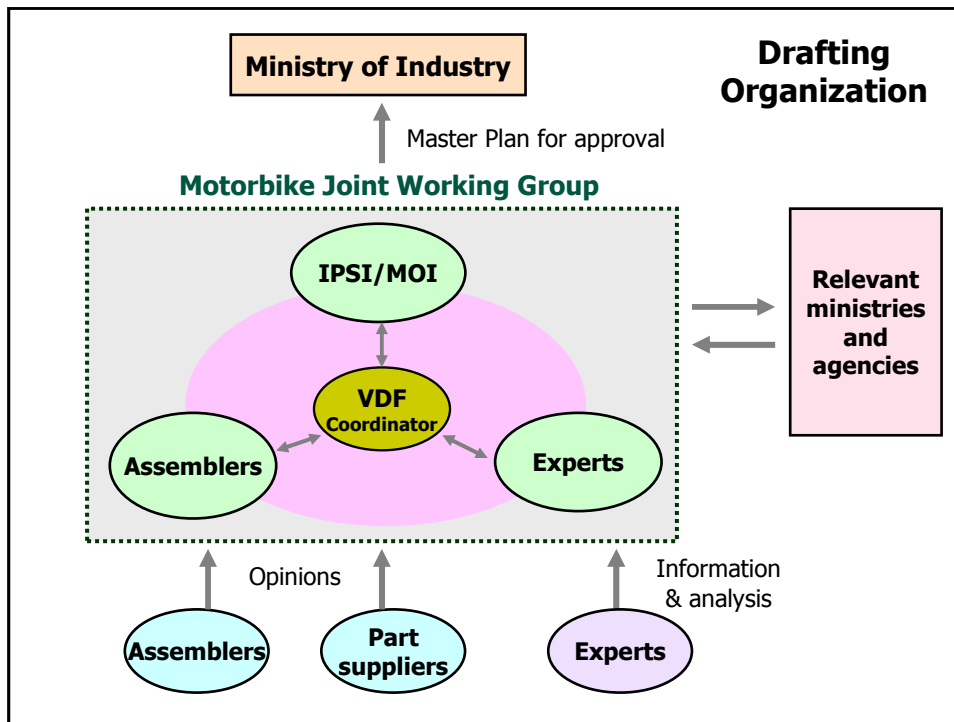 Drafting
Organization
Ministry of Industry
Master Plan for approval
Motorbike Joint Working Group
IPSI/MOI
VDF
Coordinator
Assemblers
Experts
Relevant
ministries
and
agencies
Opinions
Information
& analysis
Assemblers
Part
suppliers
Experts